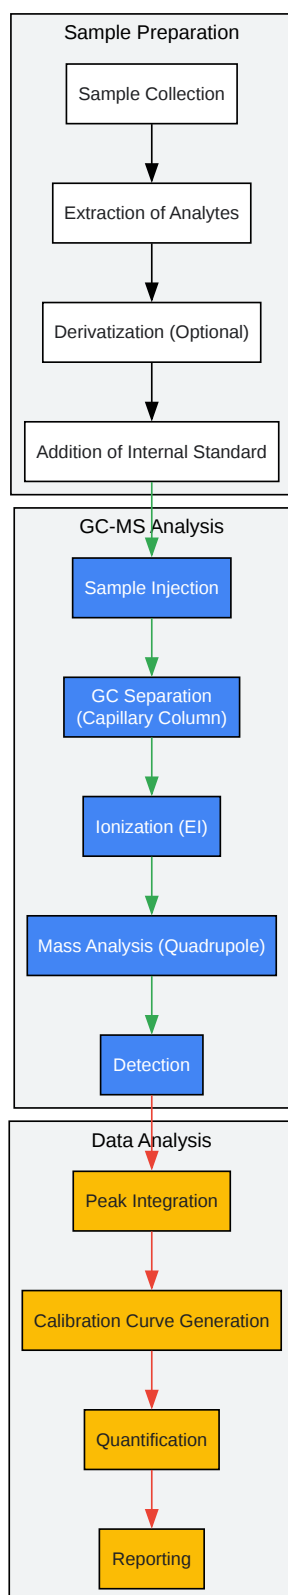 Sample Preparation
Sample Collection
Extraction of Analytes
Derivatization (Optional)
Addition of Internal Standard
GC-MS Analysis
Sample Injection
GC Separation
(Capillary Column)
Ionization (EI)
Mass Analysis (Quadrupole)
Detection
Data Analysis
Peak Integration
Calibration Curve Generation
Quantification
Reporting